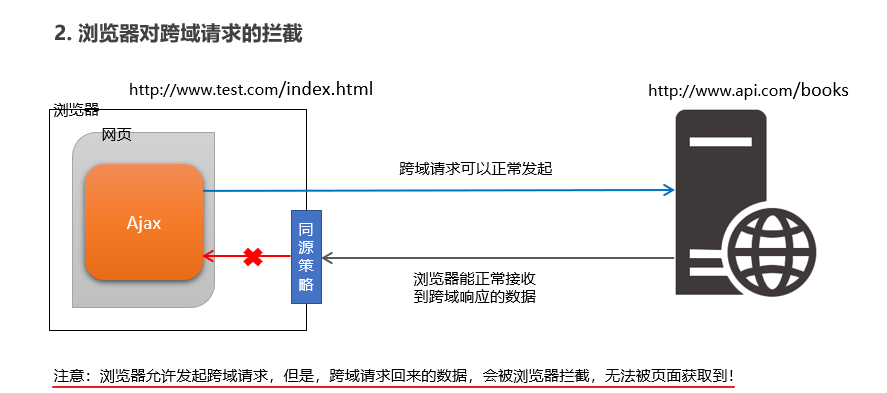 2. 浏览器对跨域请求的拦截
http://www.test.com/index.html
http://www.api.com/books
浏览器
网页
跨域请求可以正常发起
Ajax
同源策略
浏览器能正常接收
到跨域响应的数据
注意：浏览器允许发起跨域请求，但是，跨域请求回来的数据，会被浏览器拦截，无法被页面获取到！